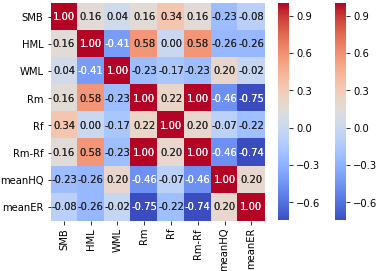 SMB 1.00 0.16 0.04 0.16 0.34 0.16 -0.23 -0.08
HML 0.16 1.00 -0.41 0.58 0.00 0.58 -0.26 -0.26
WML 0.04 -0.41 1.00 -0.23 -0.17 -0.23 0.20 -0.02
Rm 0.16 0.58 -0.23 1.00 0.22 1.00 -0.46 -0.75
Rf 0.34 0.00 -0.17 0.22 1.00 0.20 -0.07 -0.22
Rm-Rf 0.16 0.58 -0.23 1.00 0.20 1.00 -0.46 -0.74
meanHQ -0.23 -0.26 0.20 -0.46 -0.07 -0.46 1.00 0.20
meanER -0.08 -0.26 -0.02 -0.75 -0.22 -0.74 0.20 1.00
SMB HML WML Rm Rf Rm-Rf meanHQ meanER
0.9 0.9
0.6 0.6
0.3 0.3
0.0 0.0
−0.3 −0.3
−0.6 −0.6